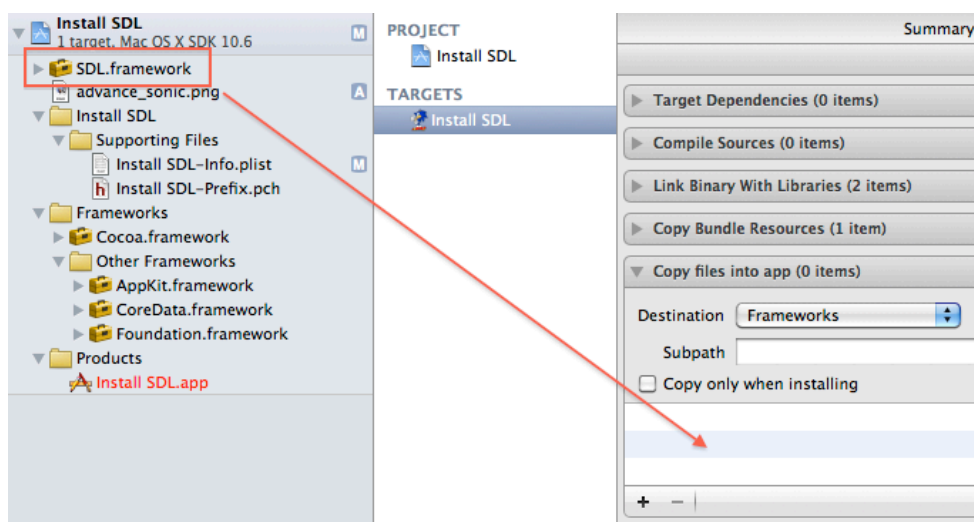 Install SDL
1 target, Mac OS X SDK 10.6
M
SDL.framework
advance_sonic.png
A
Install SDL
Supporting Files
Install SDL-Info.plist
M
h Install SDL-Prefix.pch
Frameworks
Cocoa.framework
Other Frameworks
AppKit.framework
CoreData.framework
Foundation.framework
Products
Install SDL.app
PROJECT
Install SDL
TARGETS
Install SDL
Summary
Target Dependencies (0 items)
Compile Sources (0 items)
Link Binary With Libraries (2 items)
Copy Bundle Resources (1 item)
Copy files into app (0 items)
Destination Frameworks
Subpath
Copy only when installing
+ −